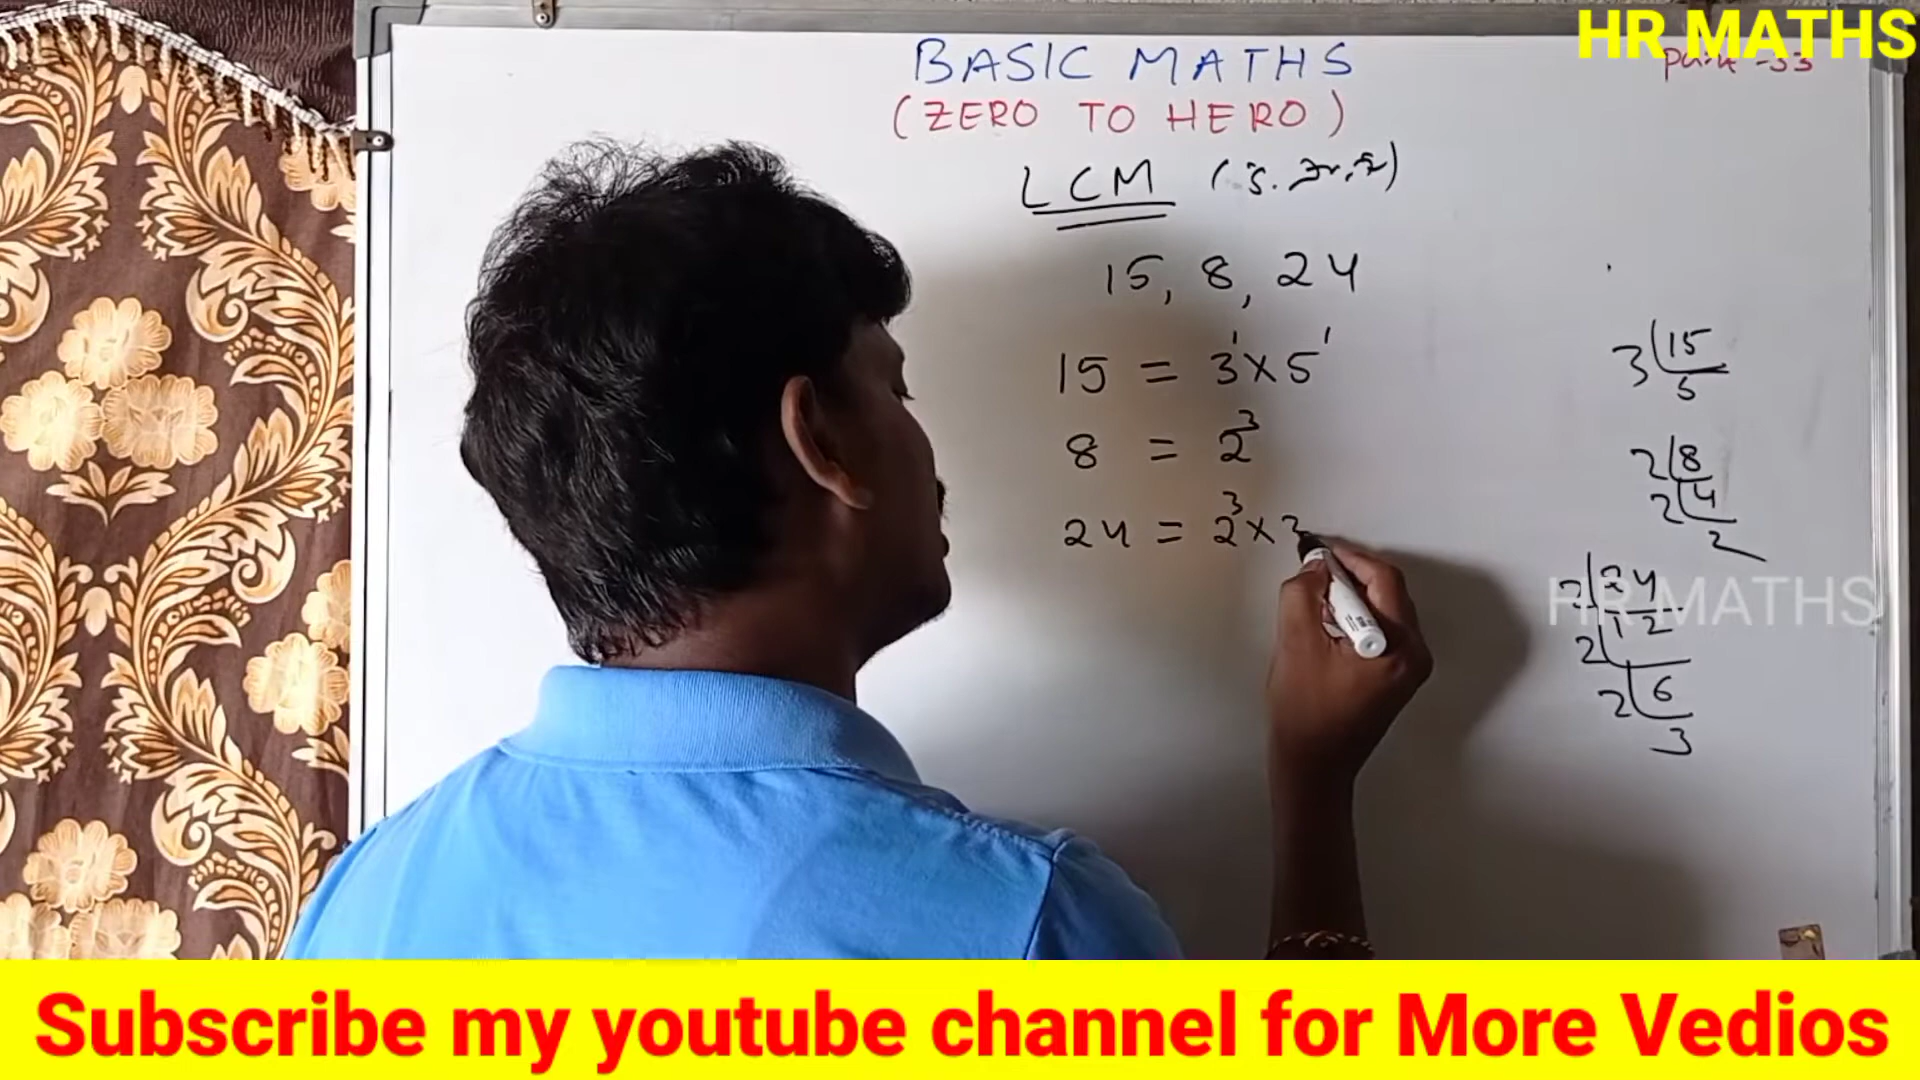 HR MATHS
BASIC MATHS
(ZERO TO HERO)
LCM
15, 8, 24
15 = 3¹×5¹
8 = 2³
24 = 2³×3
3 15
5
2 8
2 4
2
2 24
2 12
2 6
3
HR MATHS
Subscribe my youtube channel for More Vedios